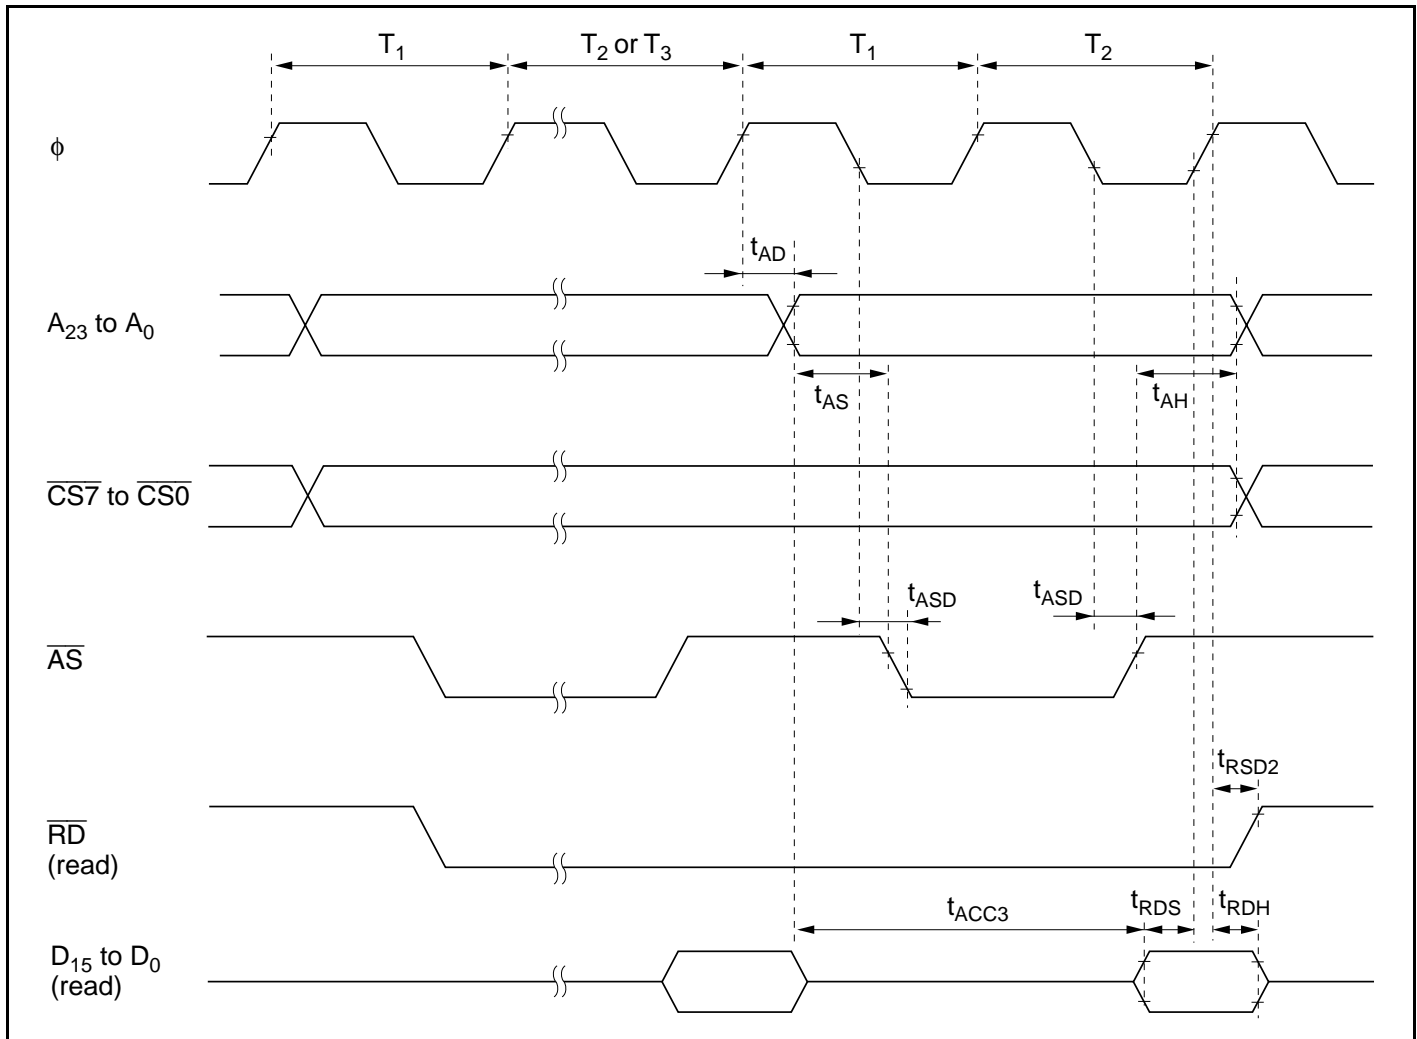 T1 T2 or T3 T1 T2
ϕ
tAD
A23 to A0
tAS tAH
CS7 to CS0
tASD tASD
AS
tRSD2
RD
(read)
tACC3 tRDS tRDH
D15 to D0
(read)